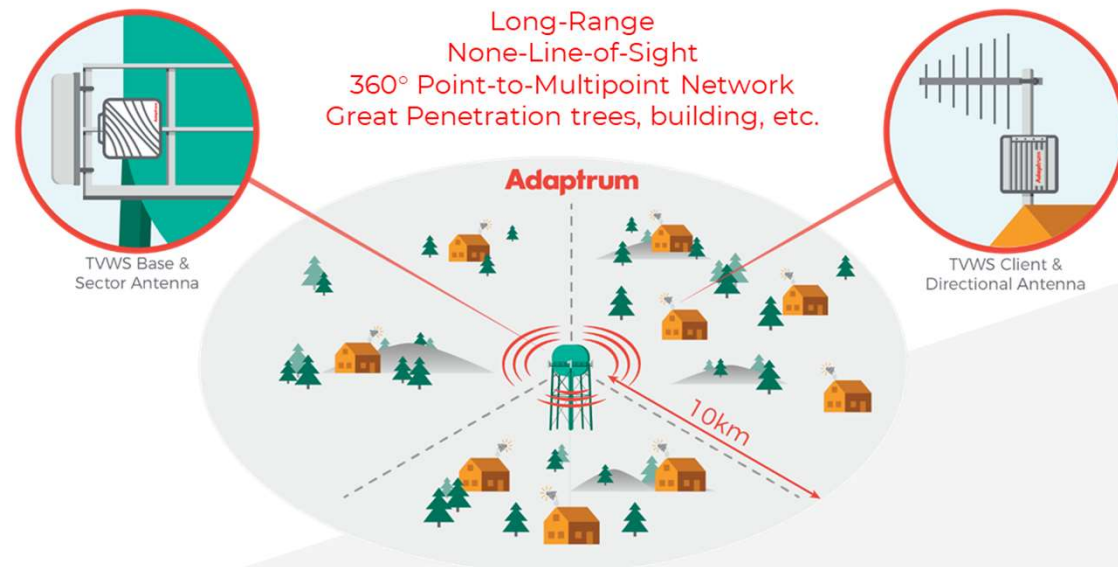 Long-Range
None-Line-of-Sight
360° Point-to-Multipoint Network
Great Penetration trees, building, etc.
Adaptrum
TVWS Base &
Sector Antenna
Adaptrum
TVWS Client &
Directional Antenna
10km